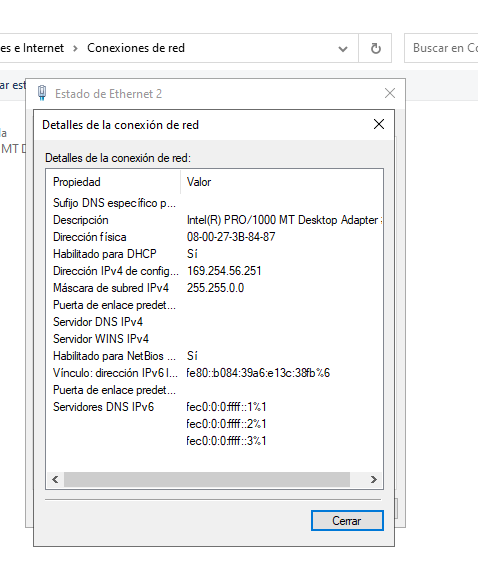 es e Internet > Conexiones de red
Buscar en Co
ar est
Estado de Ethernet 2
la
MT D
Detalles de la conexión de red
Detalles de la conexión de red:
Propiedad Valor
Sufijo DNS específico p...
Descripción Intel(R) PRO/1000 MT Desktop Adapter
Dirección física 08-00-27-3B-84-87
Habilitado para DHCP Sí
Dirección IPv4 de config... 169.254.56.251
Máscara de subred IPv4 255.255.0.0
Puerta de enlace predet...
Servidor DNS IPv4
Servidor WINS IPv4
Habilitado para NetBios ... Sí
Vínculo: dirección IPv6 l... fe80::b084:39a6:e13c:38fb%6
Puerta de enlace predet...
Servidores DNS IPv6 fec0:0:0:ffff::1%1
fec0:0:0:ffff::2%1
fec0:0:0:ffff::3%1
Cerrar